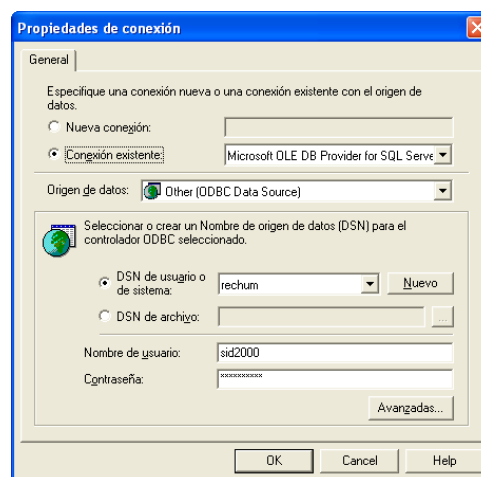 Propiedades de conexión
General
Especifique una conexión nueva o una conexión existente con el origen de
datos.
Nueva conexión:
Conexión existente: Microsoft OLE DB Provider for SQL Serve
Origen de datos: Other (ODBC Data Source)
Seleccionar o crear un Nombre de origen de datos (DSN) para el
controlador ODBC seleccionado.
DSN de usuario o
de sistema: rechum Nuevo
DSN de archivo: ...
Nombre de usuario: sid2000
Contraseña: **********
Avanzadas...
OK Cancel Help